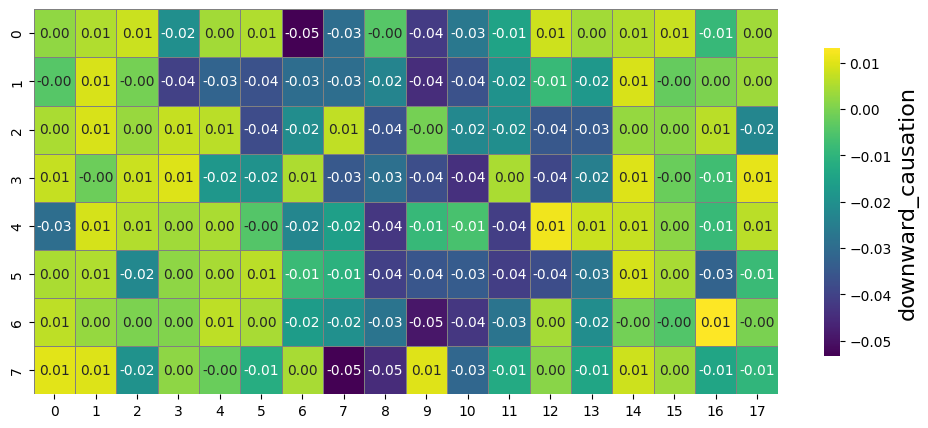 0 0.00 0.01 0.01 -0.02 0.00 0.01 -0.05 -0.03 -0.00 -0.04 -0.03 -0.01 0.01 0.00 0.01 0.01 -0.01 0.00
1 -0.00 0.01 -0.00 -0.04 -0.03 -0.04 -0.03 -0.03 -0.02 -0.04 -0.04 -0.02 -0.01 -0.02 0.01 -0.00 0.00 0.00
2 0.00 0.01 0.00 0.01 0.01 -0.04 -0.02 0.01 -0.04 -0.00 -0.02 -0.02 -0.04 -0.03 0.00 0.00 0.01 -0.02
3 0.01 -0.00 0.01 0.01 -0.02 -0.02 0.01 -0.03 -0.03 -0.04 -0.04 0.00 -0.04 -0.02 0.01 -0.00 -0.01 0.01
4 -0.03 0.01 0.01 0.00 0.00 -0.00 -0.02 -0.02 -0.04 -0.01 -0.01 -0.04 0.01 0.01 0.01 0.00 -0.01 0.01
5 0.00 0.01 -0.02 0.00 0.00 0.01 -0.01 -0.01 -0.04 -0.04 -0.03 -0.04 -0.04 -0.03 0.01 0.00 -0.03 -0.01
6 0.01 0.00 0.00 0.00 0.01 0.00 -0.02 -0.02 -0.03 -0.05 -0.04 -0.03 0.00 -0.02 -0.00 -0.00 0.01 -0.00
7 0.01 0.01 -0.02 0.00 -0.00 -0.01 0.00 -0.05 -0.05 0.01 -0.03 -0.01 0.00 -0.01 0.01 0.00 -0.01 -0.01
0 1 2 3 4 5 6 7 8 9 10 11 12 13 14 15 16 17
0.01
0.00
−0.01
−0.02
−0.03
−0.04
−0.05
downward_causation